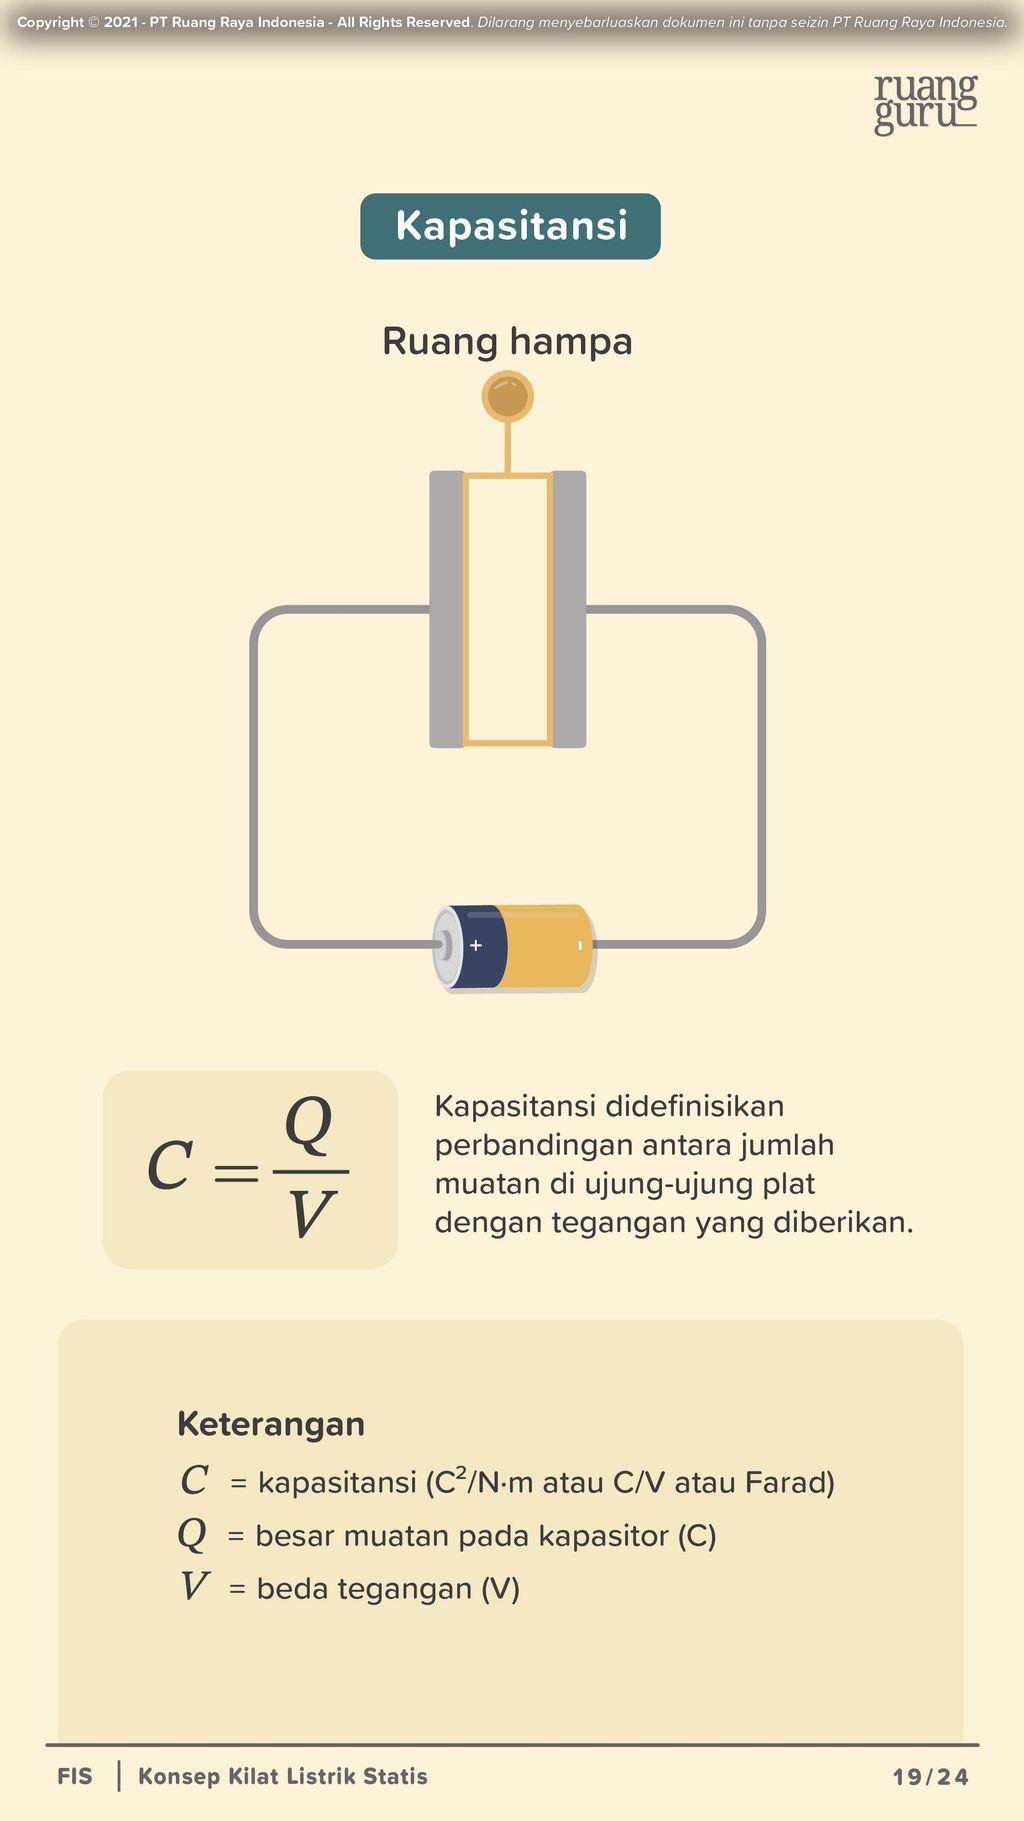 Copyright © 2021 - PT Ruang Raya Indonesia - All Rights Reserved. Dilarang menyebarluaskan dokumen ini tanpa seizin PT Ruang Raya Indonesia.
ruang
guru
Kapasitansi
Ruang hampa
+ -
C = Q/V
Kapasitansi didefinisikan
perbandingan antara jumlah
muatan di ujung-ujung plat
dengan tegangan yang diberikan.
Keterangan
C = kapasitansi (C²/N·m atau C/V atau Farad)
Q = besar muatan pada kapasitor (C)
V = beda tegangan (V)
FIS | Konsep Kilat Listrik Statis 19/24